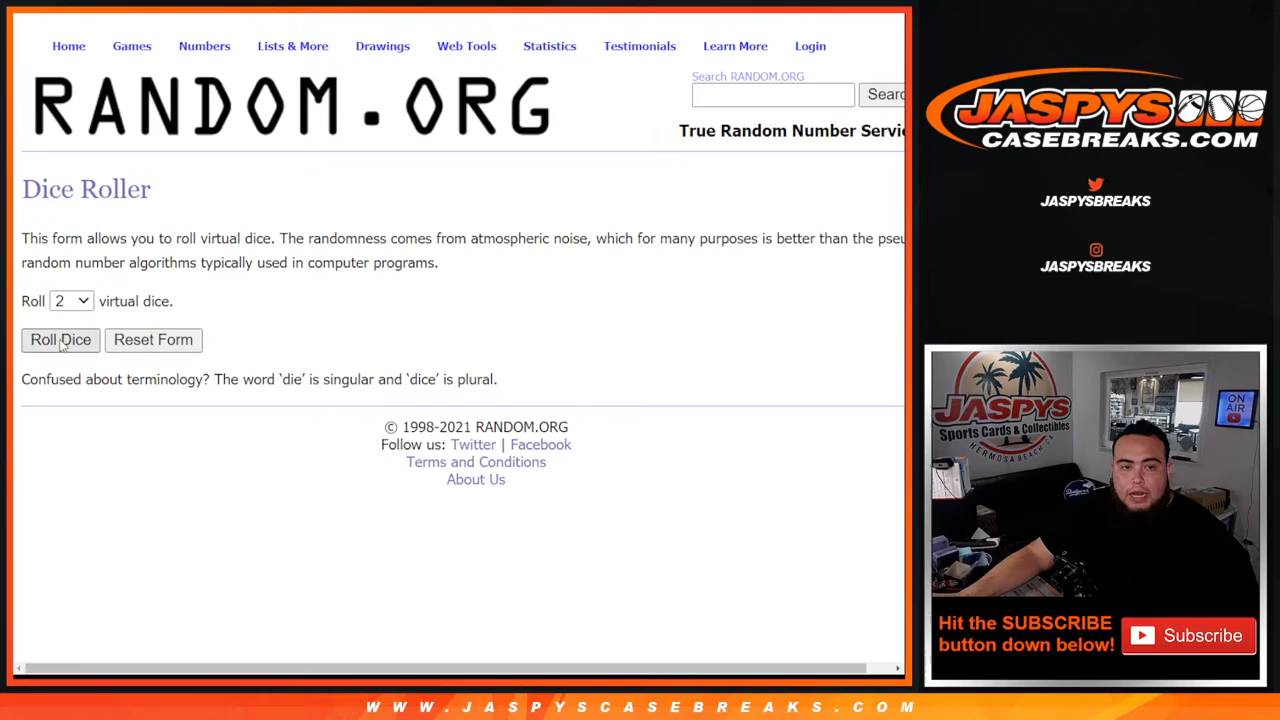 Home Games Numbers Lists & More Drawings Web Tools Statistics Testimonials Learn More Login
RANDOM.ORG
Search RANDOM.ORG
Searc
True Random Number Servi
Dice Roller
This form allows you to roll virtual dice. The randomness comes from atmospheric noise, which for many purposes is better than the pseu
random number algorithms typically used in computer programs.
Roll 2 virtual dice.
Roll Dice Reset Form
Confused about terminology? The word ‘die’ is singular and ‘dice’ is plural.
© 1998-2021 RANDOM.ORG
Follow us: Twitter | Facebook
Terms and Conditions
About Us
JASPYS
CASEBREAKS.COM
JASPYSBREAKS
JASPYSBREAKS
JASPYS
Sports Cards & Collectibles
HERMOSA BEACH, CA
ON
AIR
Dodgers
Hit the SUBSCRIBE
button down below!
Subscribe
WWW.JASPYSCASEBREAKS.COM